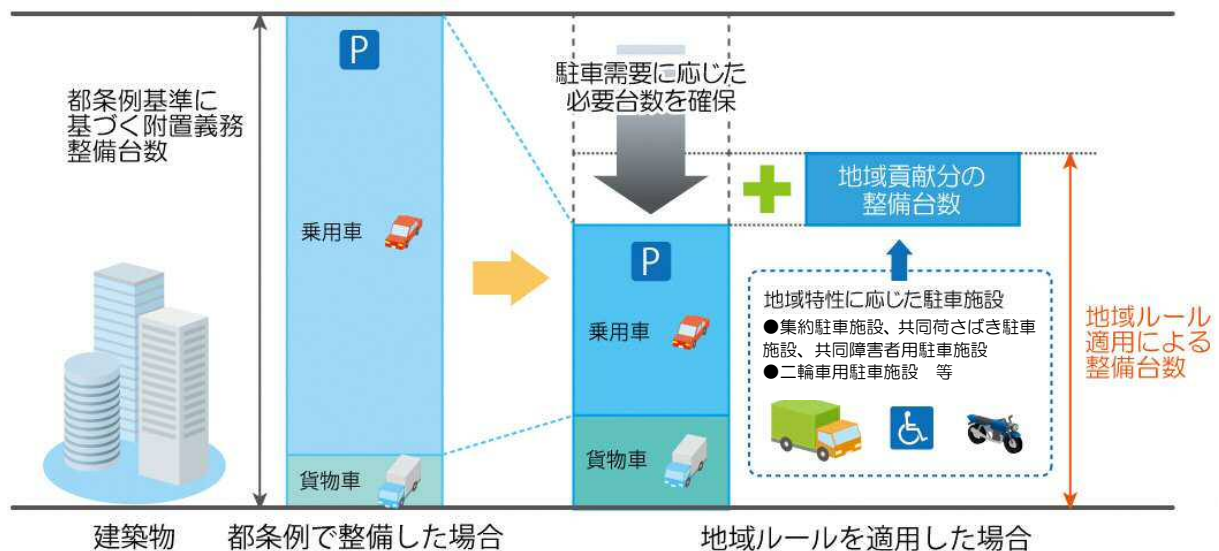 都条例基準に
基づく附置義務
整備台数
P
乗用車
貨物車
駐車需要に応じた
必要台数を確保
P
乗用車
貨物車
地域貢献分の
整備台数
地域特性に応じた駐車施設
●集約駐車施設、共同荷さばき駐車
施設、共同障害者用駐車施設
●二輪車用駐車施設　等
地域ルール
適用による
整備台数
建築物
都条例で整備した場合
地域ルールを適用した場合